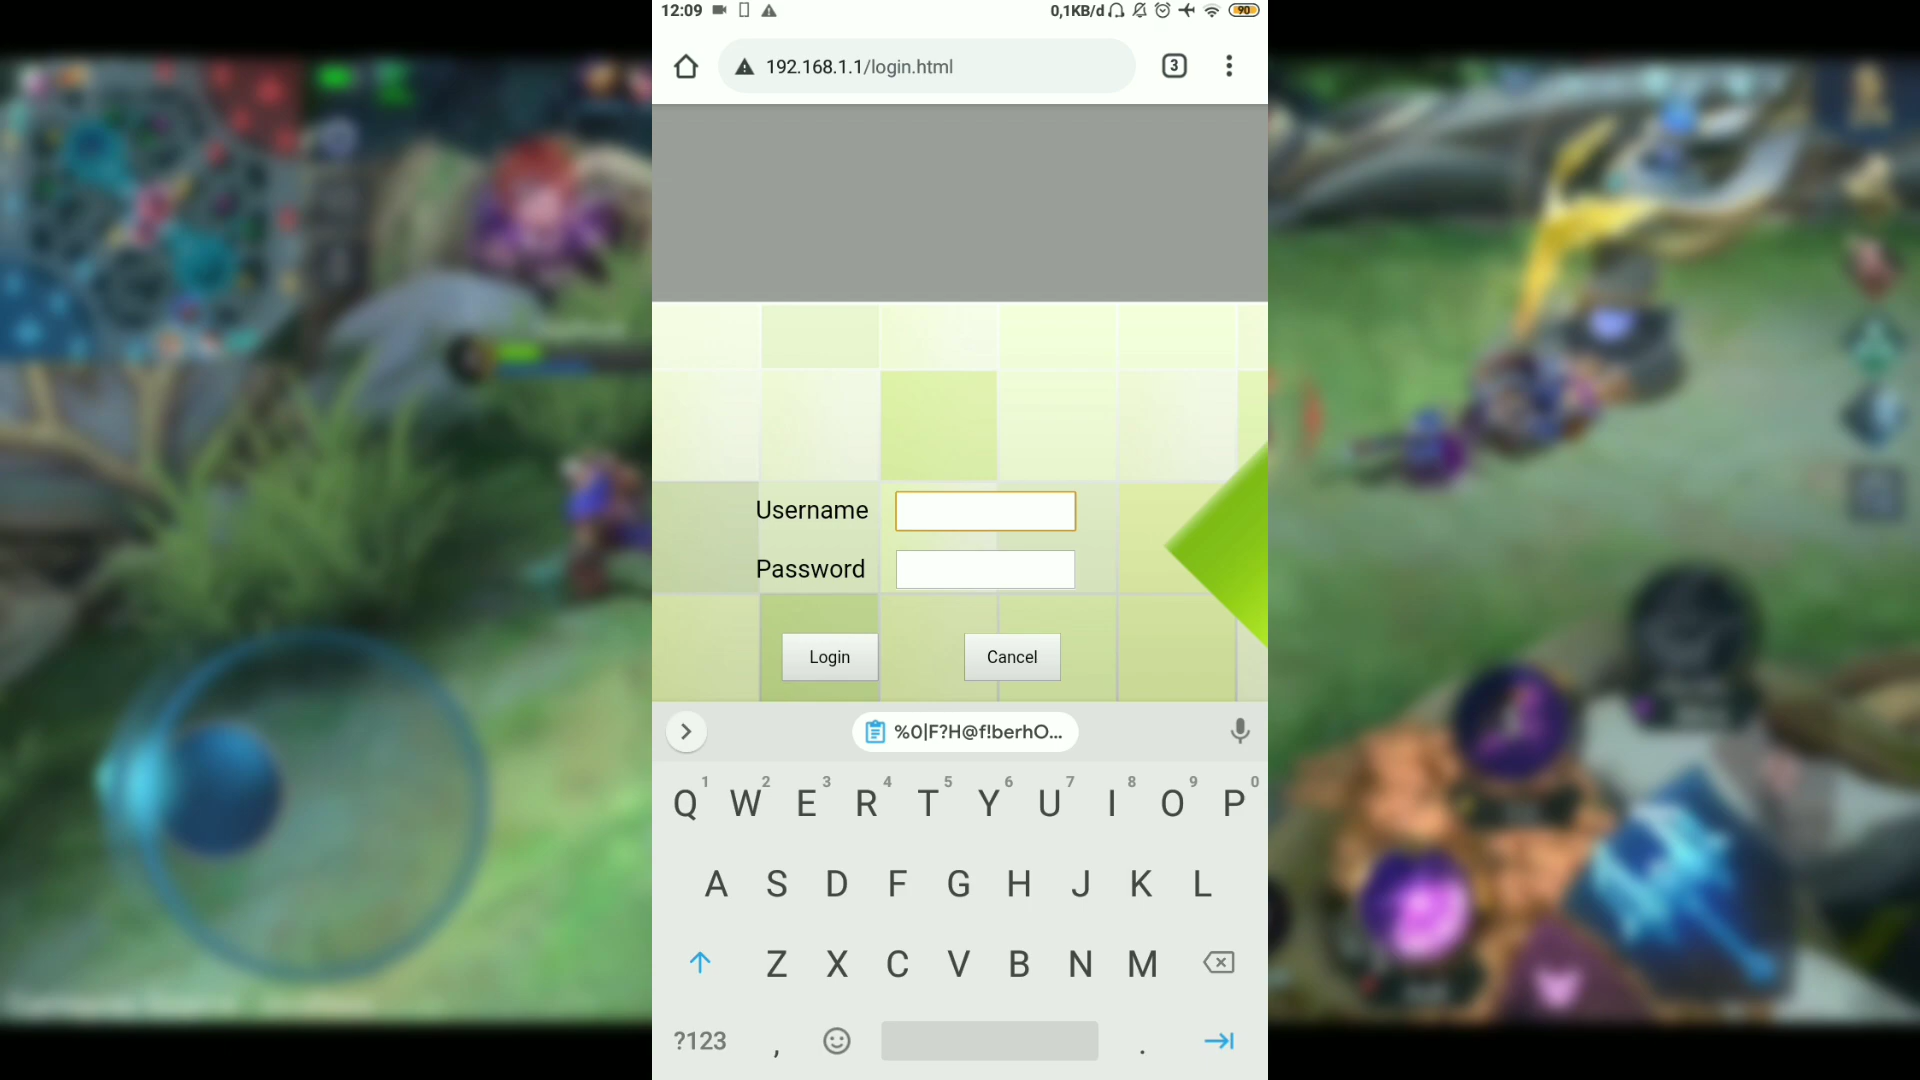 12:09
0,1KB/d
90
192.168.1.1/login.html
3
Username
Password
Login
Cancel
%0|F?H@f!berhO...
1 2 3 4 5 6 7 8 9 0
Q W E R T Y U I O P
A S D F G H J K L
Z X C V B N M
?123 , .